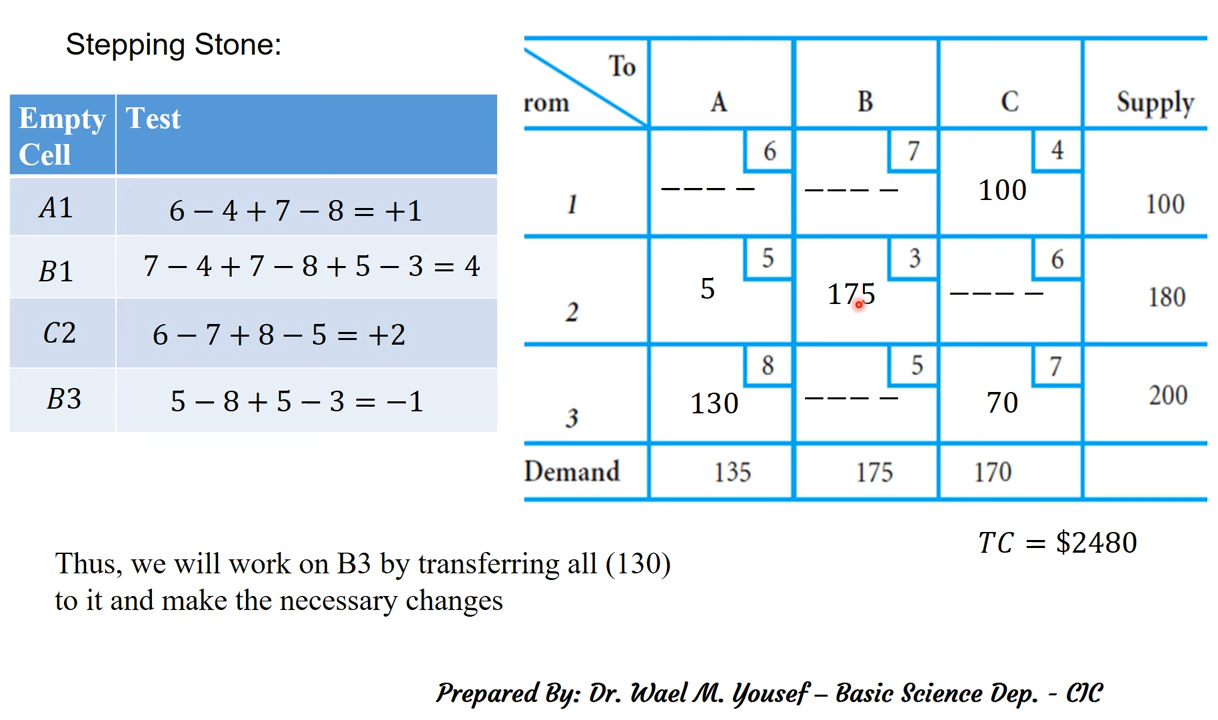 Stepping Stone:
Empty Cell Test
A1 6 − 4 + 7 − 8 = +1
B1 7 − 4 + 7 − 8 + 5 − 3 = 4
C2 6 − 7 + 8 − 5 = +2
B3 5 − 8 + 5 − 3 = −1
To
rom A B C Supply
6 7 4
1 −−−− − −−−− − 100 100
5 3 6
2 5 175 −−−− − 180
8 5 7
3 130 −−−− − 70 200
Demand 135 175 170
TC = $2480
Thus, we will work on B3 by transferring all (130)
to it and make the necessary changes
Prepared By: Dr. Wael M. Yousef – Basic Science Dep. - CIC